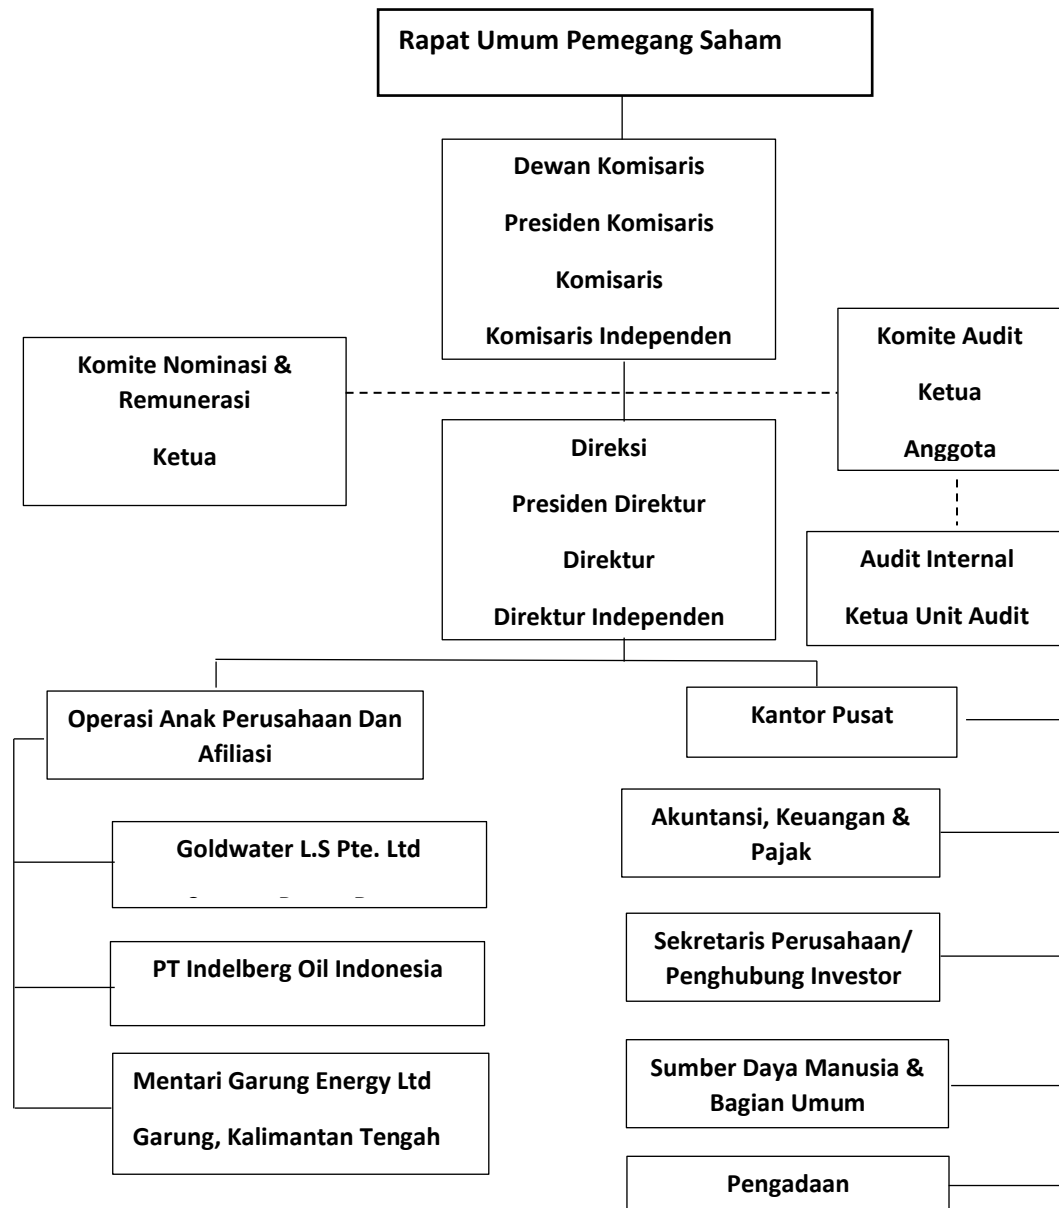 Rapat Umum Pemegang Saham
Dewan Komisaris
Presiden Komisaris
Komisaris
Komisaris Independen
Komite Nominasi &
Remunerasi
Ketua
Komite Audit
Ketua
Anggota
Direksi
Presiden Direktur
Direktur
Direktur Independen
Audit Internal
Ketua Unit Audit
Operasi Anak Perusahaan Dan
Afiliasi
Kantor Pusat
Goldwater L.S Pte. Ltd
PT Indelberg Oil Indonesia
Mentari Garung Energy Ltd
Garung, Kalimantan Tengah
Akuntansi, Keuangan &
Pajak
Sekretaris Perusahaan/
Penghubung Investor
Sumber Daya Manusia &
Bagian Umum
Pengadaan